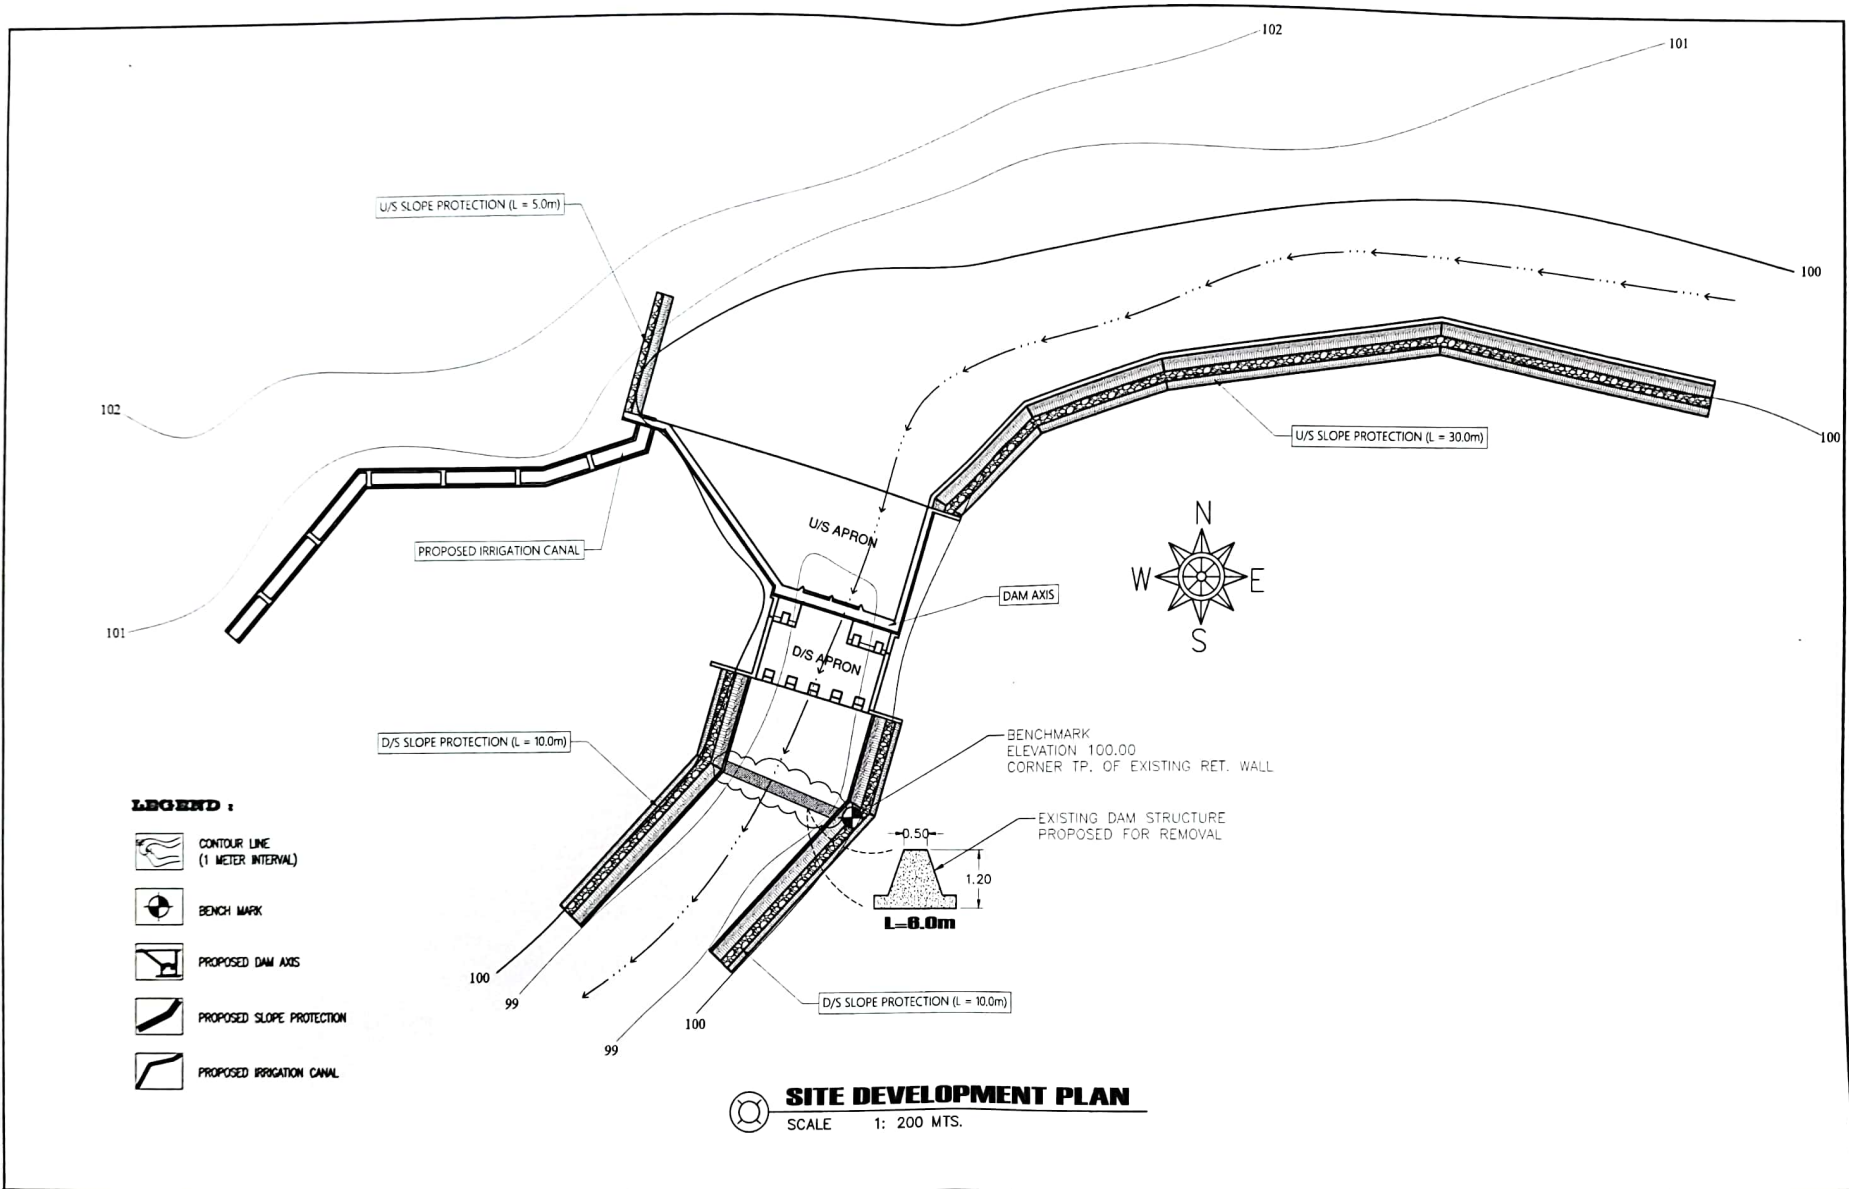 102
101
U/S SLOPE PROTECTION (L = 5.0m)
100
102
100
U/S SLOPE PROTECTION (L = 30.0m)
N
U/S APRON
PROPOSED IRRIGATION CANAL
W E
DAM AXIS
101
S
D/S APRON
D/S SLOPE PROTECTION (L = 10.0m)
BENCHMARK
ELEVATION 100.00
CORNER TP. OF EXISTING RET. WALL
LEGEND :
EXISTING DAM STRUCTURE
PROPOSED FOR REMOVAL
0.50
1.20
L=6.0m
CONTOUR LINE
(1 METER INTERVAL)
BENCH MARK
PROPOSED DAM AXIS
PROPOSED SLOPE PROTECTION
PROPOSED IRRIGATION CANAL
100
99
D/S SLOPE PROTECTION (L = 10.0m)
100
99
SITE DEVELOPMENT PLAN
SCALE 1: 200 MTS.